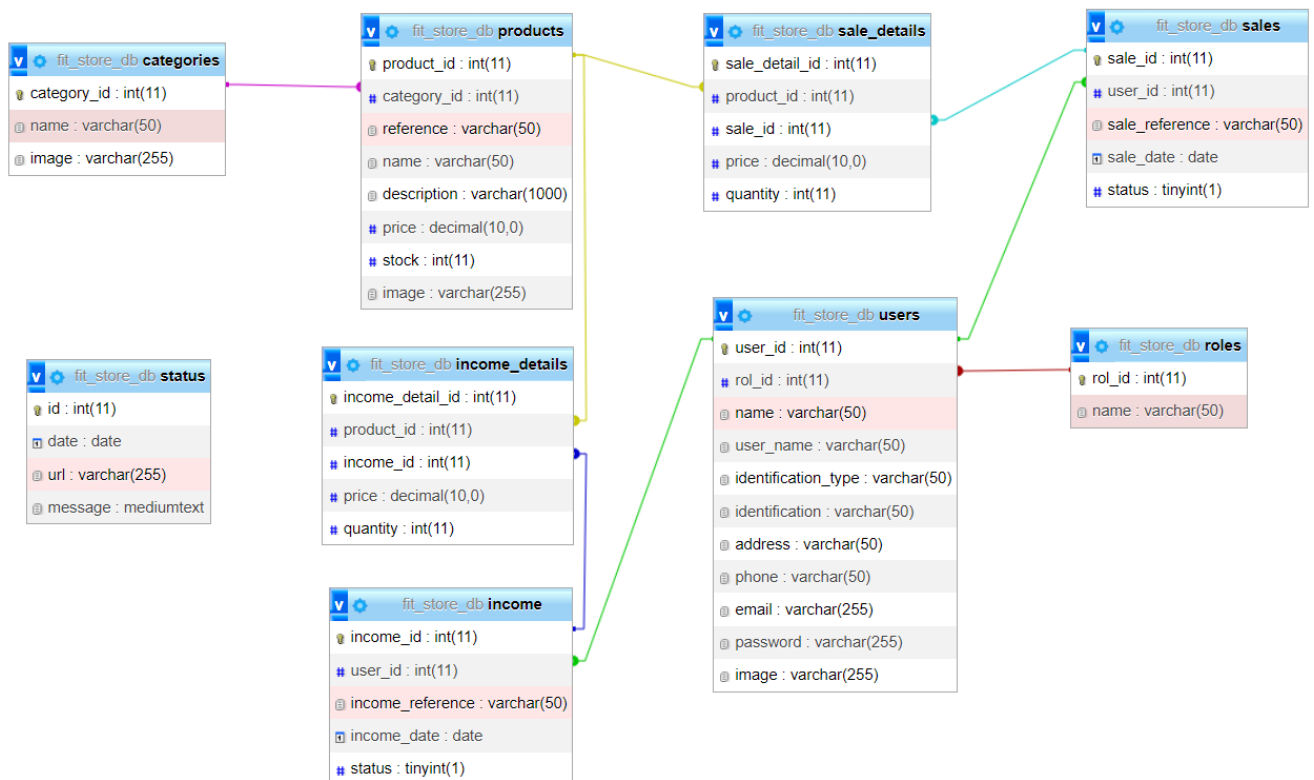 fit_store_db categories
category_id : int(11)
name : varchar(50)
image : varchar(255)
fit_store_db products
product_id : int(11)
category_id : int(11)
reference : varchar(50)
name : varchar(50)
description : varchar(1000)
price : decimal(10,0)
stock : int(11)
image : varchar(255)
fit_store_db sale_details
sale_detail_id : int(11)
product_id : int(11)
sale_id : int(11)
price : decimal(10,0)
quantity : int(11)
fit_store_db sales
sale_id : int(11)
user_id : int(11)
sale_reference : varchar(50)
sale_date : date
status : tinyint(1)
fit_store_db status
id : int(11)
date : date
url : varchar(255)
message : mediumtext
fit_store_db income_details
income_detail_id : int(11)
product_id : int(11)
income_id : int(11)
price : decimal(10,0)
quantity : int(11)
fit_store_db users
user_id : int(11)
rol_id : int(11)
name : varchar(50)
user_name : varchar(50)
identification_type : varchar(50)
identification : varchar(50)
address : varchar(50)
phone : varchar(50)
email : varchar(255)
password : varchar(255)
image : varchar(255)
fit_store_db roles
rol_id : int(11)
name : varchar(50)
fit_store_db income
income_id : int(11)
user_id : int(11)
income_reference : varchar(50)
income_date : date
status : tinyint(1)